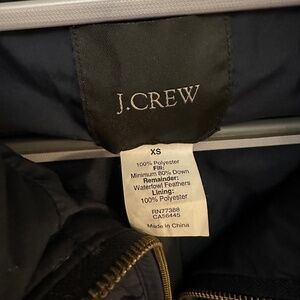 J.CREW
XS
100% Polyester
Fill:
Minimum 80% Down
Remainder:
Waterfowl Feathers
Lining:
100% Polyester
RN77388
CA56445
Made in China